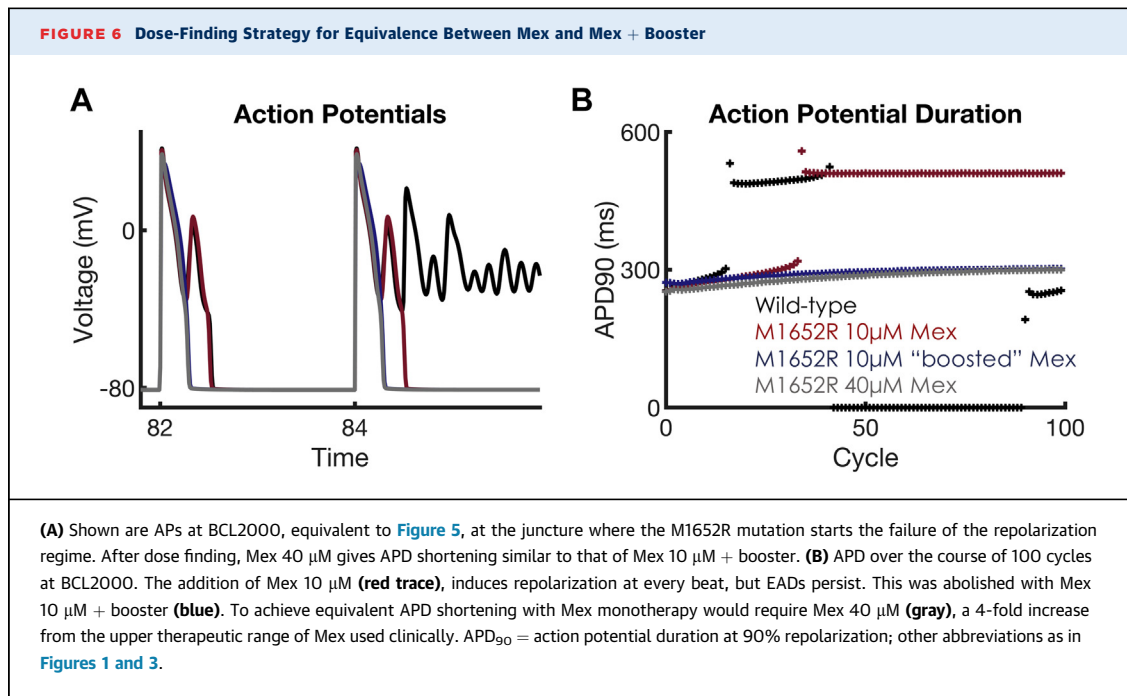 FIGURE 6 Dose-Finding Strategy for Equivalence Between Mex and Mex + Booster
A
Action Potentials
Voltage (mV)
0
-80
82
84
Time
B
Action Potential Duration
APD90 (ms)
600
300
0
Wild-type
M1652R 10µM Mex
M1652R 10µM “boosted” Mex
M1652R 40µM Mex
0
50
100
Cycle
(A) Shown are APs at BCL2000, equivalent to Figure 5, at the juncture where the M1652R mutation starts the failure of the repolarization
regime. After dose finding, Mex 40 μM gives APD shortening similar to that of Mex 10 μM + booster. (B) APD over the course of 100 cycles
at BCL2000. The addition of Mex 10 μM (red trace), induces repolarization at every beat, but EADs persist. This was abolished with Mex
10 μM + booster (blue). To achieve equivalent APD shortening with Mex monotherapy would require Mex 40 μM (gray), a 4-fold increase
from the upper therapeutic range of Mex used clinically. APD90 = action potential duration at 90% repolarization; other abbreviations as in
Figures 1 and 3.